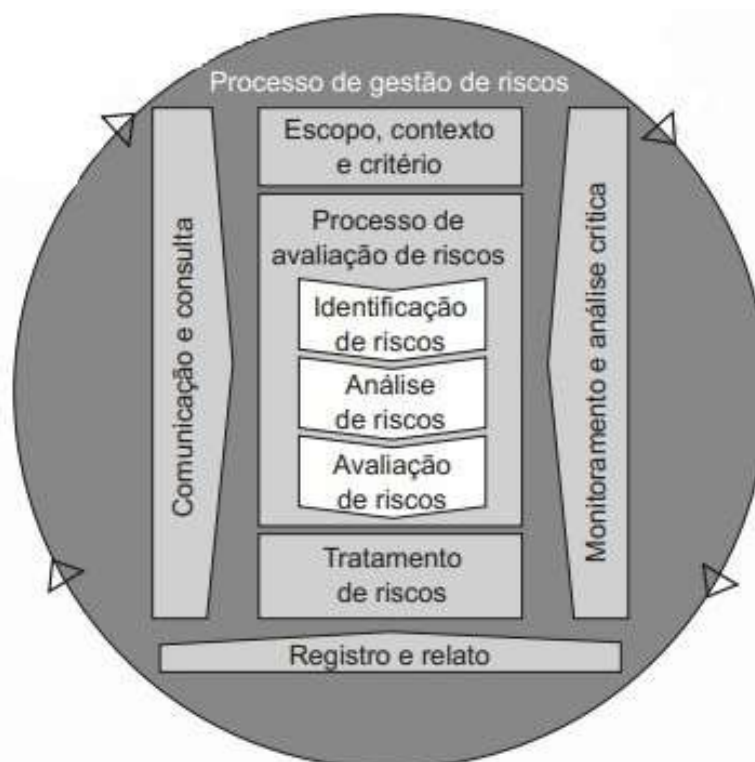 Processo de gestão de riscos
Escopo, contexto
e critério
Comunicação e consulta
Processo de
avaliação de riscos
Identificação
de riscos
Análise
de riscos
Avaliação
de riscos
Monitoramento e análise crítica
Tratamento
de riscos
Registro e relato